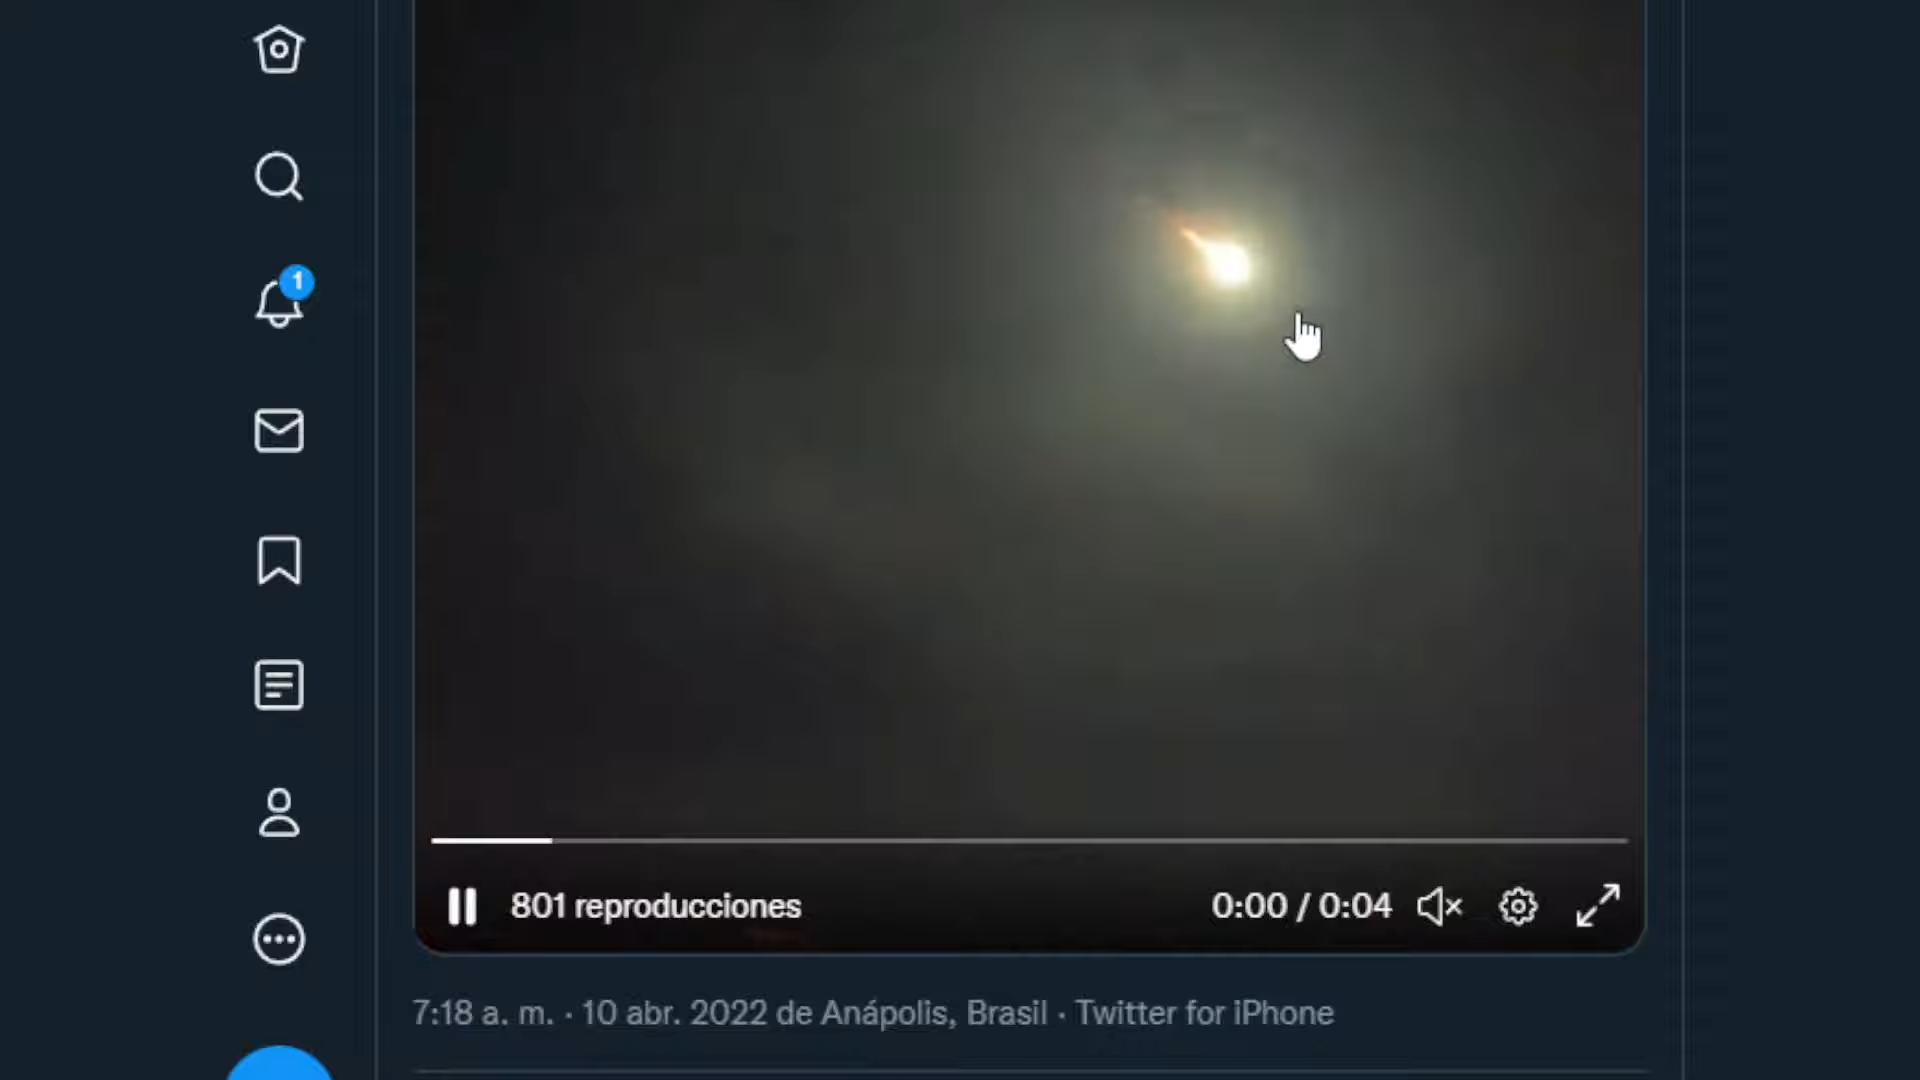 1
801 reproducciones
0:00 / 0:04
7:18 a. m. · 10 abr. 2022 de Anápolis, Brasil · Twitter for iPhone